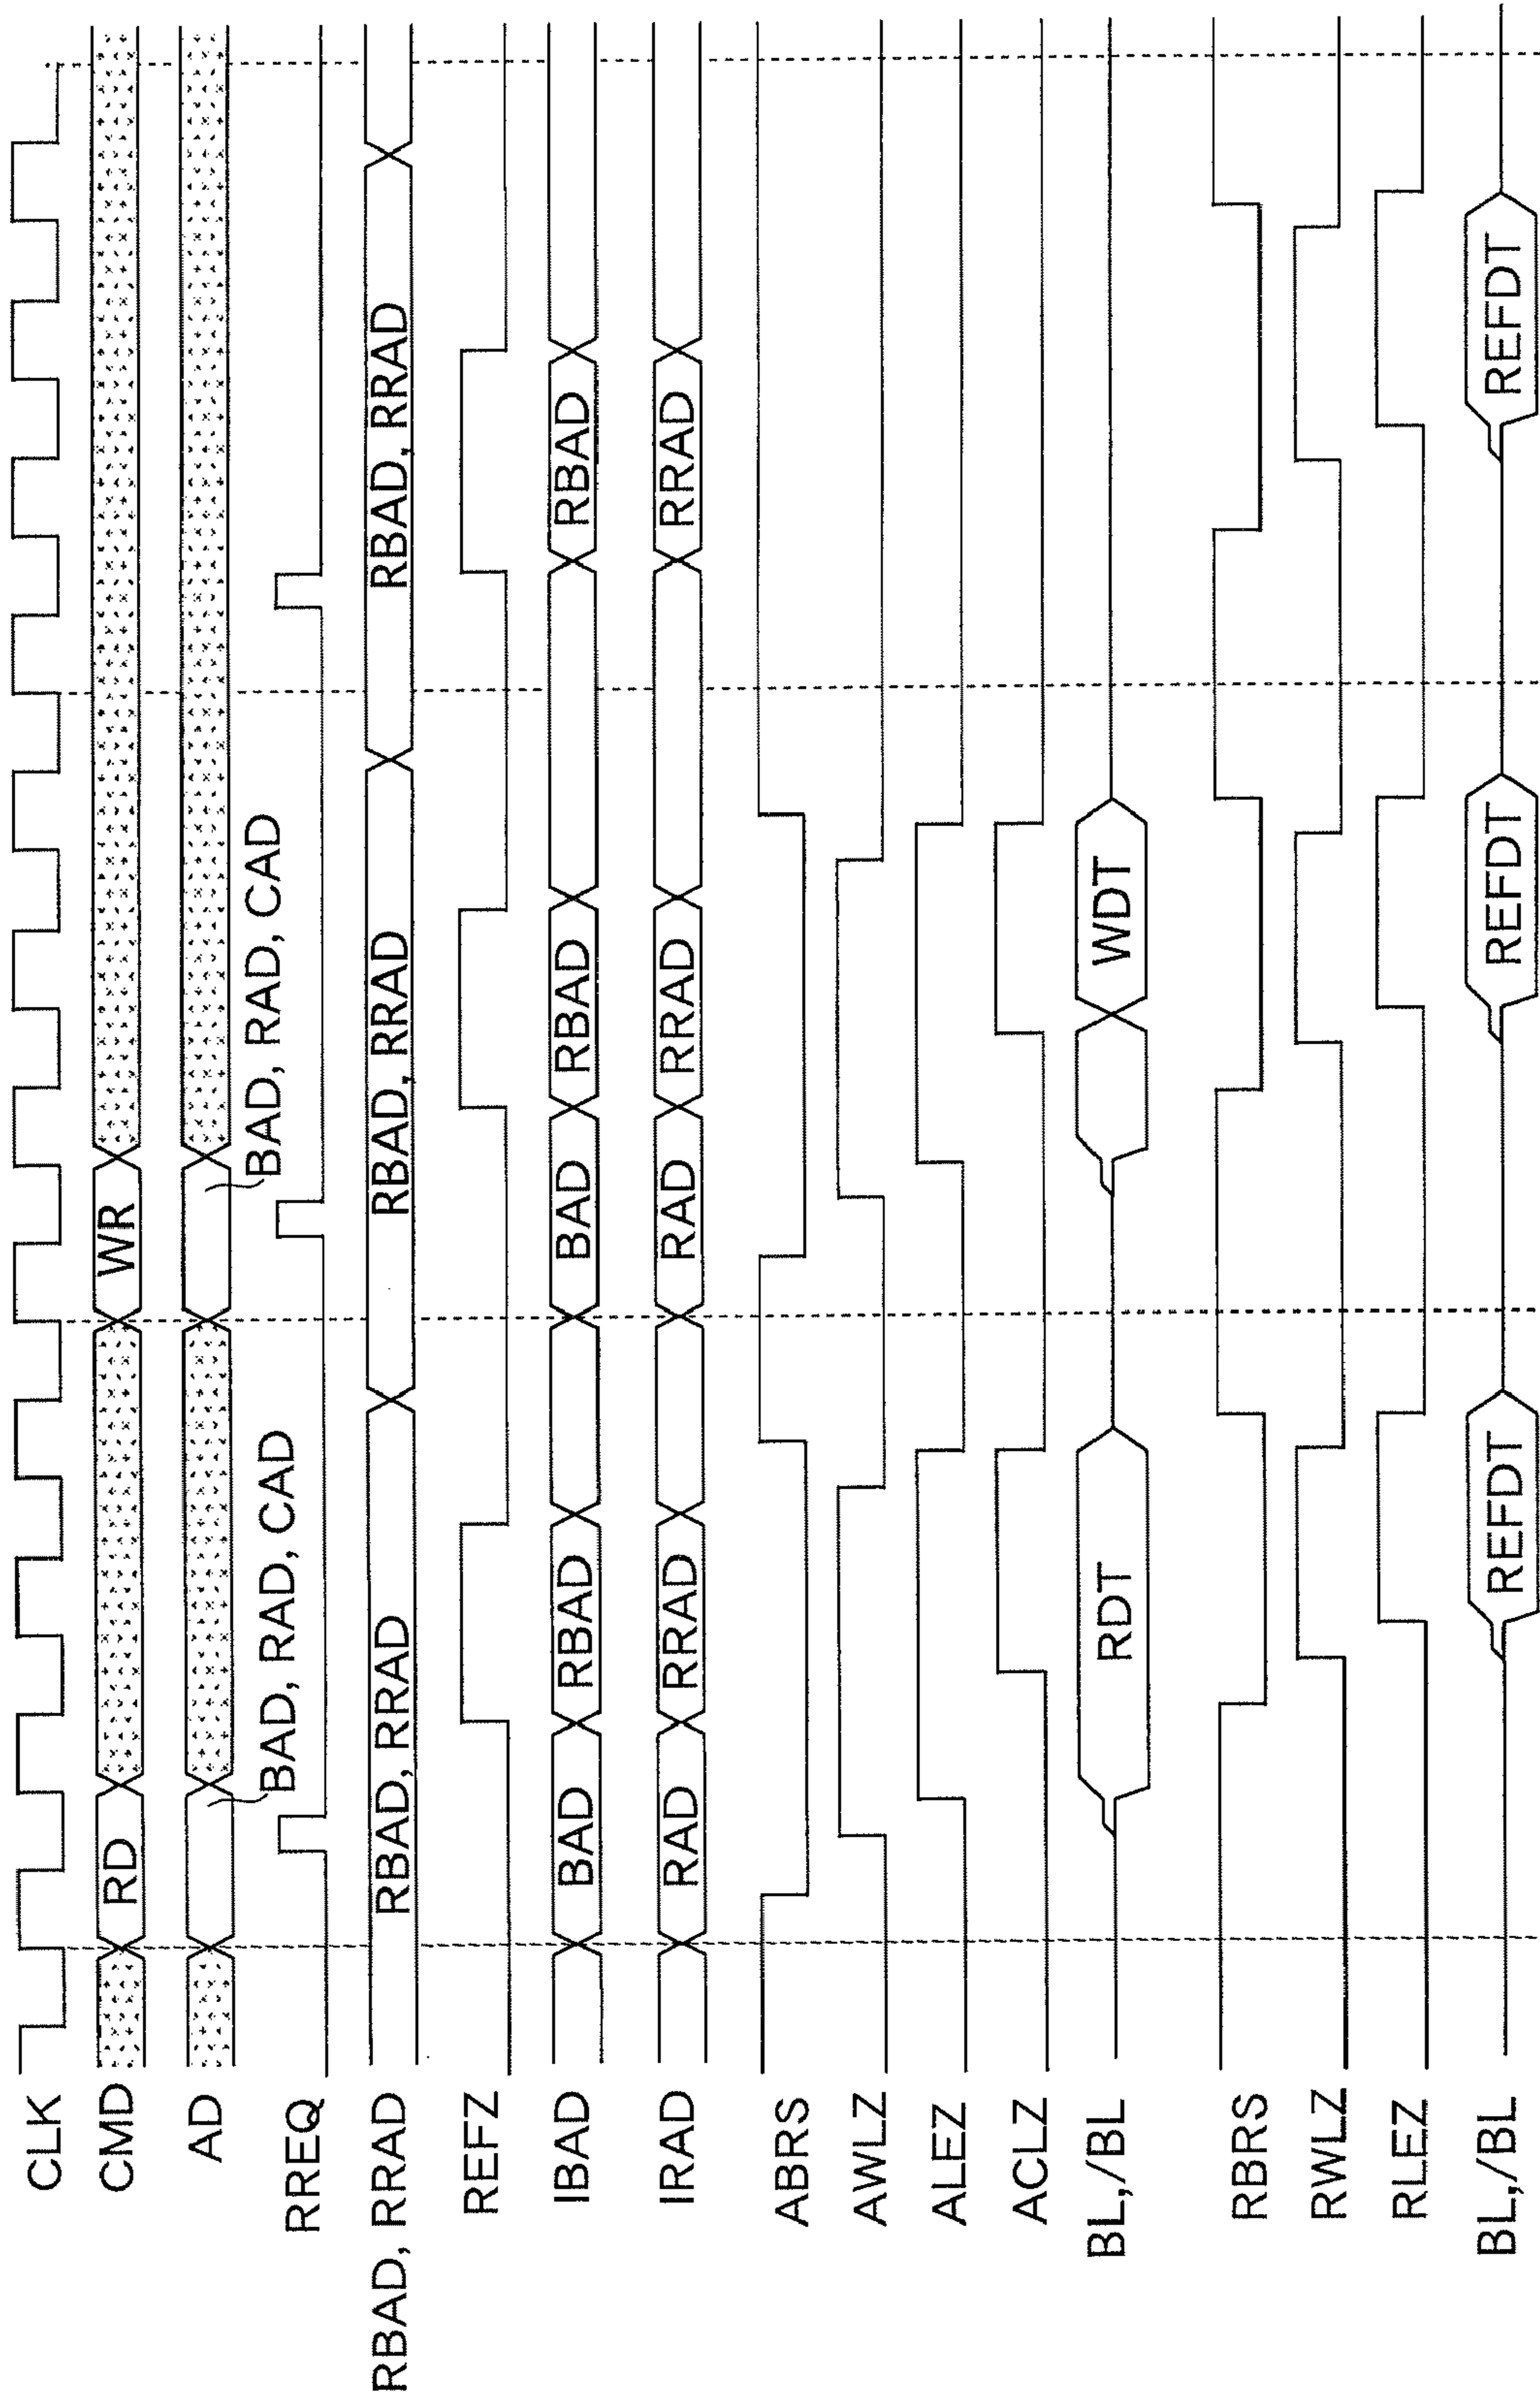 CLK
CMD RD WR
AD
BAD, RAD, CAD BAD, RAD, CAD
RREQ
RBAD, RRAD RBAD, RRAD RBAD, RRAD RBAD, RRAD
REFZ
IBAD BAD RBAD BAD RBAD RBAD
IRAD RAD RRAD RAD RRAD RRAD
ABRS
AWLZ
ALEZ
ACLZ
BL,/BL RDT WDT
RBRS
RWLZ
RLEZ
BL,/BL REFDT REFDT REFDT